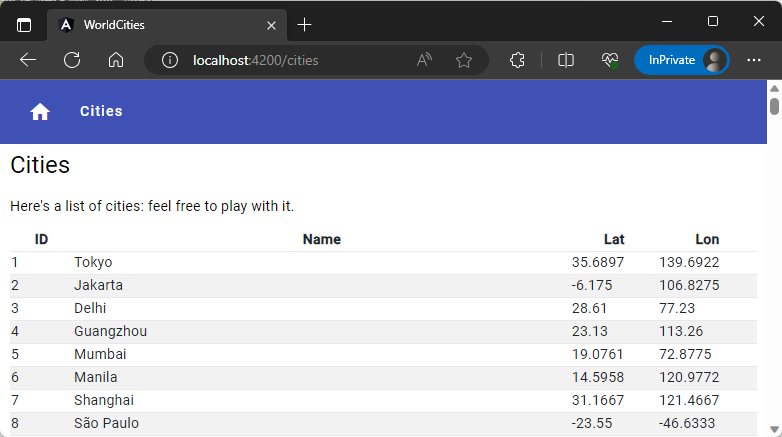 WorldCities
localhost:4200/cities
InPrivate
Cities
Cities
Here's a list of cities: feel free to play with it.
ID Name Lat Lon
1 Tokyo 35.6897 139.6922
2 Jakarta -6.175 106.8275
3 Delhi 28.61 77.23
4 Guangzhou 23.13 113.26
5 Mumbai 19.0761 72.8775
6 Manila 14.5958 120.9772
7 Shanghai 31.1667 121.4667
8 São Paulo -23.55 -46.6333